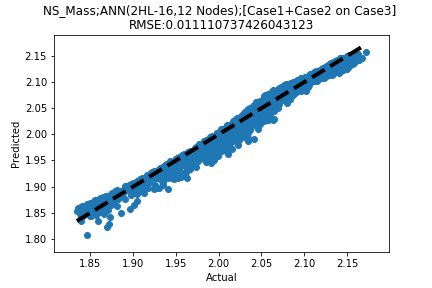 NS_Mass;ANN(2HL-16,12 Nodes);[Case1+Case2 on Case3]
RMSE:0.011110737426043123
2.15
2.10
2.05
2.00
1.95
1.90
1.85
1.80
Predicted
1.85 1.90 1.95 2.00 2.05 2.10 2.15
Actual